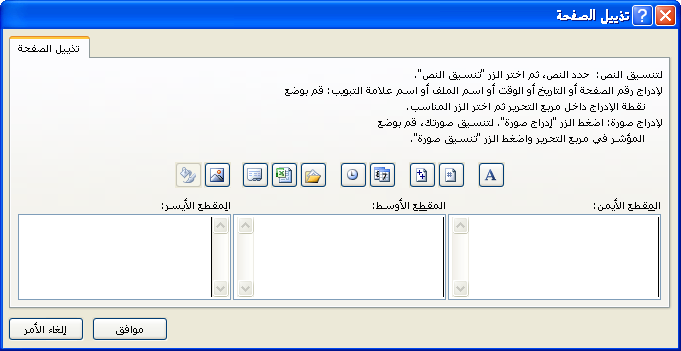 تذييل الصفحة
تذييل الصفحة
لتنسيق النص: حدد النص، ثم اختر الزر "تنسيق النص".
لإدراج رقم الصفحة أو التاريخ أو الوقت أو اسم الملف أو اسم علامة التبويب: قم بوضع
نقطة الإدراج داخل مربع التحرير ثم اختر الزر المناسب.
لإدراج صورة: اضغط الزر "إدراج صورة". لتنسيق صورتك، قم بوضع
المؤشر في مربع التحرير واضغط الزر "تنسيق صورة".
A
المقطع الأيمن:
المقطع الأوسط:
المقطع الأيسر:
موافق
إلغاء الأمر